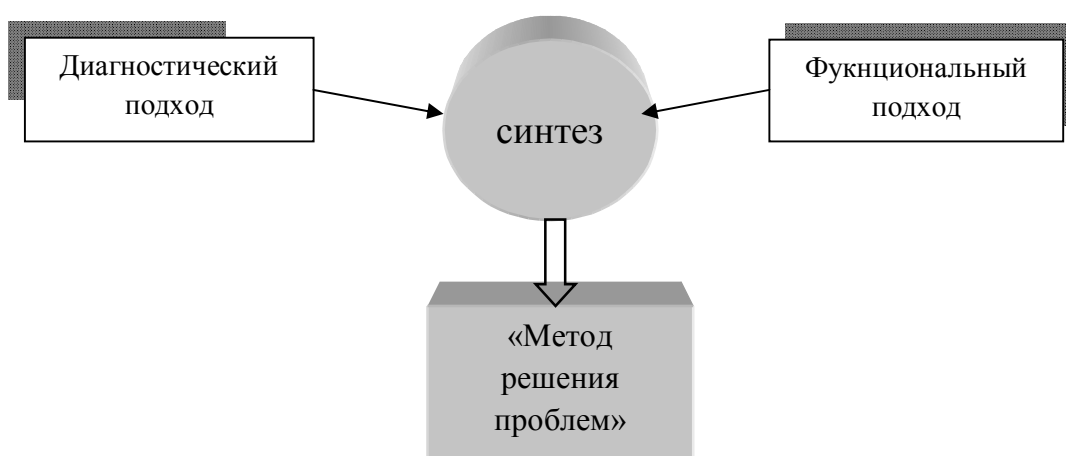 Диагностический
подход
Фукнциональный
подход
синтез
«Метод
решения
проблем»